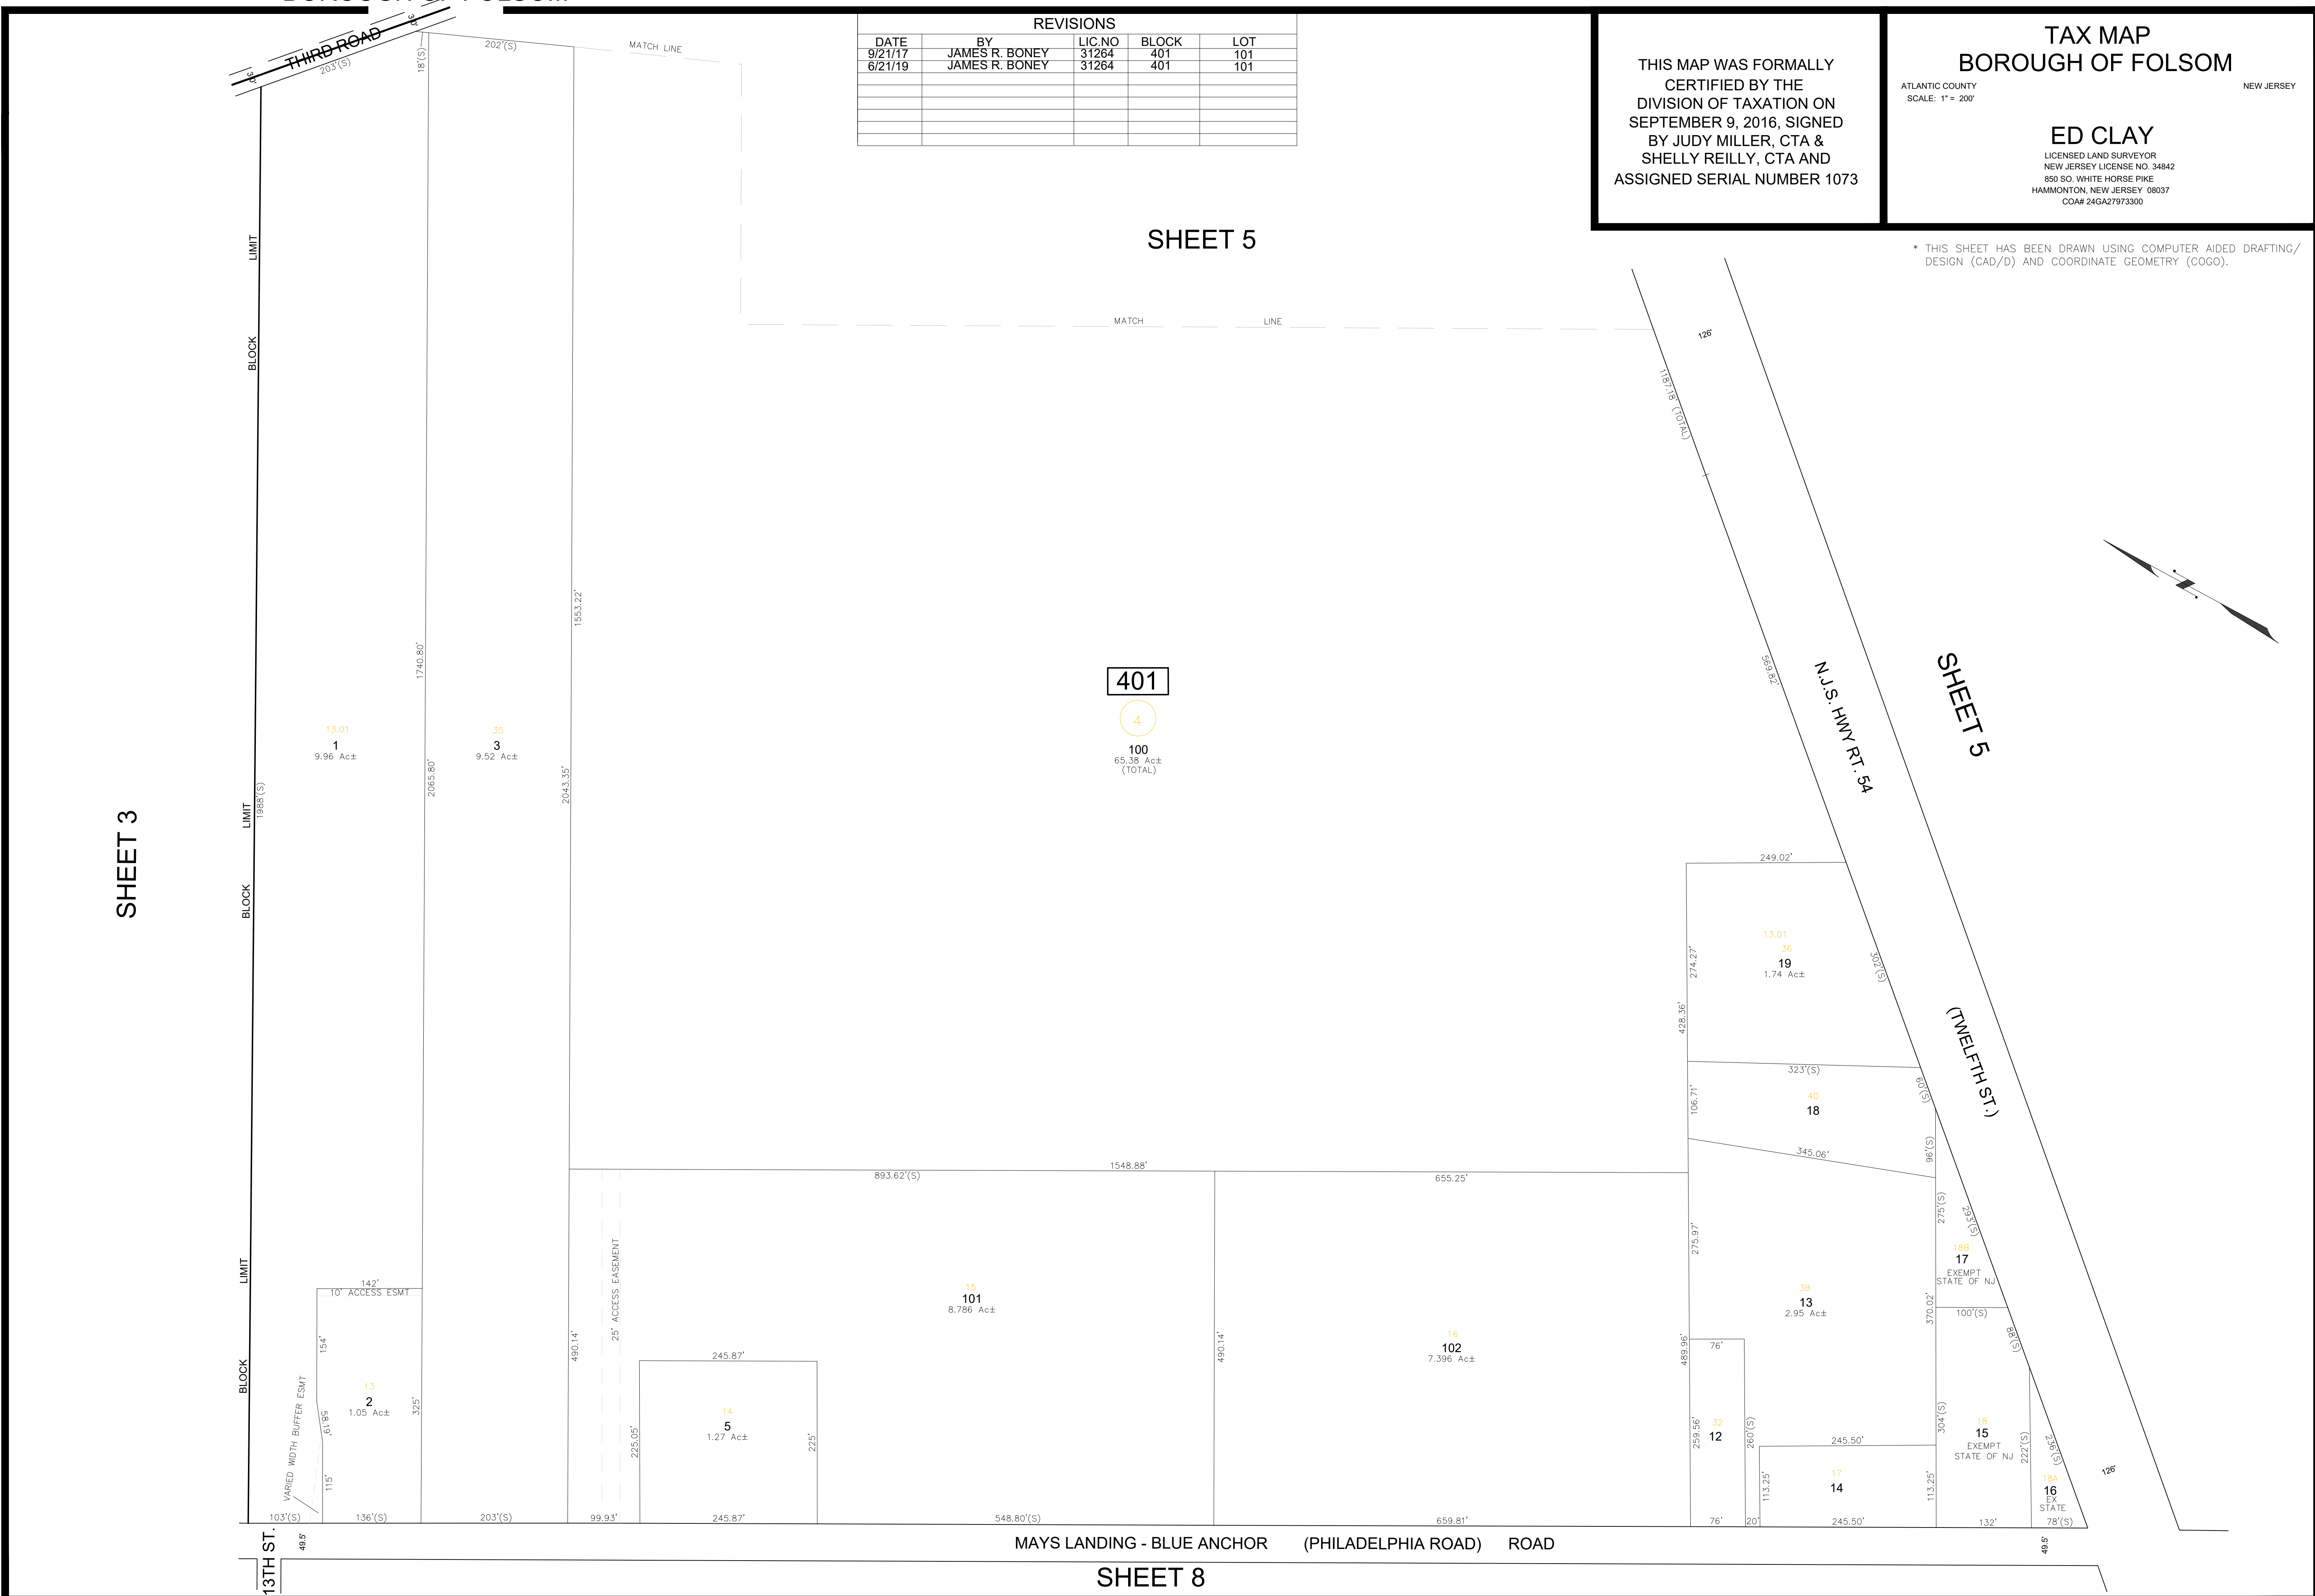 BOROUGH OF FOLSOM
REVISIONS
DATE BY LIC.NO BLOCK LOT
9/21/17 JAMES R. BONEY 31264 401 101
6/21/19 JAMES R. BONEY 31264 401 101
THIS MAP WAS FORMALLY
CERTIFIED BY THE
DIVISION OF TAXATION ON
SEPTEMBER 9, 2016, SIGNED
BY JUDY MILLER, CTA &
SHELLY REILLY, CTA AND
ASSIGNED SERIAL NUMBER 1073
TAX MAP
BOROUGH OF FOLSOM
ATLANTIC COUNTY NEW JERSEY
SCALE: 1" = 200'
ED CLAY
LICENSED LAND SURVEYOR
NEW JERSEY LICENSE NO. 34842
850 SO. WHITE HORSE PIKE
HAMMONTON, NEW JERSEY 08037
COA# 24GA27973300
* THIS SHEET HAS BEEN DRAWN USING COMPUTER AIDED DRAFTING/
DESIGN (CAD/D) AND COORDINATE GEOMETRY (COGO).
THIRD ROAD
30'
30'
203'(S)
18'(S)
202'(S)
MATCH LINE
SHEET 5
MATCH LINE
126'
1187.18' (TOTAL)
569.82'
N.J.S. HWY RT. 54
(TWELFTH ST.)
SHEET 5
SHEET 3
BLOCK LIMIT
BLOCK LIMIT
BLOCK LIMIT
1988'(S)
13.01
1
9.96 Ac±
1740.80'
2065.80'
35
3
9.52 Ac±
1553.22'
2043.35'
401
4
100
65.38 Ac±
(TOTAL)
249.02'
13.01
36
19
1.74 Ac±
274.27'
428.36'
302'(S)
323'(S)
4D
18
106.71'
60'(S)
345.06'
96'(S)
1548.88'
893.62'(S)
655.25'
275'(S)
293'(S)
18B
17
EXEMPT
STATE OF NJ
100'(S)
88'(S)
370.02'
275.97'
3B
13
2.95 Ac±
489.96'
76'
32
12
259.56'
260'(S)
245.50'
17
14
113.25'
113.25'
304'(S)
18
15
EXEMPT
STATE OF NJ
222'(S)
236'(S)
18A
16
EX
STATE
126'
142'
10' ACCESS ESMT
154'
58.19'
115'
13
2
1.05 Ac±
325'
VARIED WIDTH BUFFER ESMT
490.14'
25' ACCESS EASEMENT
245.87'
14
5
1.27 Ac±
225.05'
225'
15
101
8.786 Ac±
490.14'
16
102
7.396 Ac±
103'(S) 136'(S) 203'(S) 99.93' 245.87' 548.80'(S) 659.81' 76' 20' 245.50' 132' 78'(S)
13TH ST.
49.5'
MAYS LANDING - BLUE ANCHOR (PHILADELPHIA ROAD) ROAD
49.5'
SHEET 8